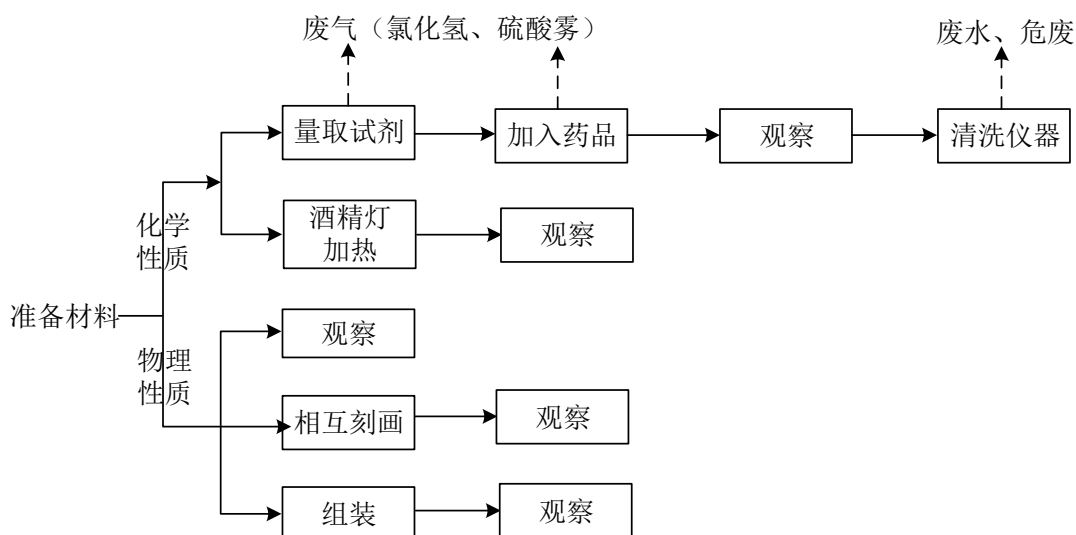 废气（氯化氢、硫酸雾）
废水、危废
量取试剂
加入药品
观察
清洗仪器
化学
性质
酒精灯
加热
观察
准备材料
物理
性质
观察
相互刻画
观察
组装
观察